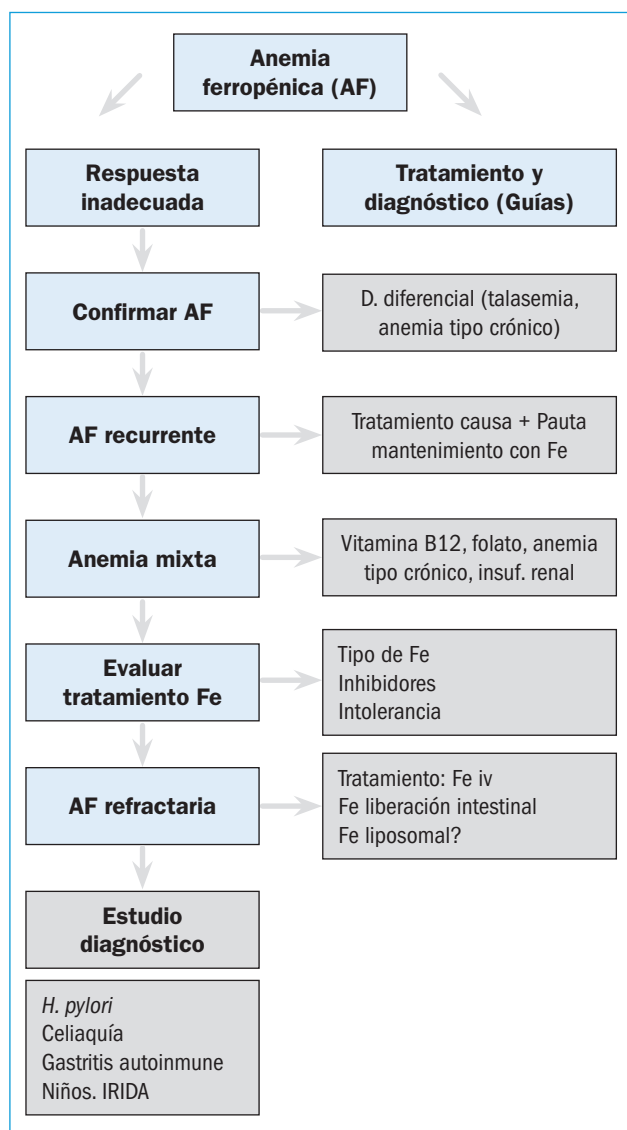 Anemia
ferropénica (AF)
Respuesta
inadecuada
Tratamiento y
diagnóstico (Guías)
Confirmar AF
D. diferencial (talasemia,
anemia tipo crónico)
AF recurrente
Tratamiento causa + Pauta
mantenimiento con Fe
Anemia mixta
Vitamina B12, folato, anemia
tipo crónico, insuf. renal
Evaluar
tratamiento Fe
Tipo de Fe
Inhibidores
Intolerancia
AF refractaria
Tratamiento: Fe iv
Fe liberación intestinal
Fe liposomal?
Estudio
diagnóstico
H. pylori
Celiaquía
Gastritis autoinmune
Niños. IRIDA